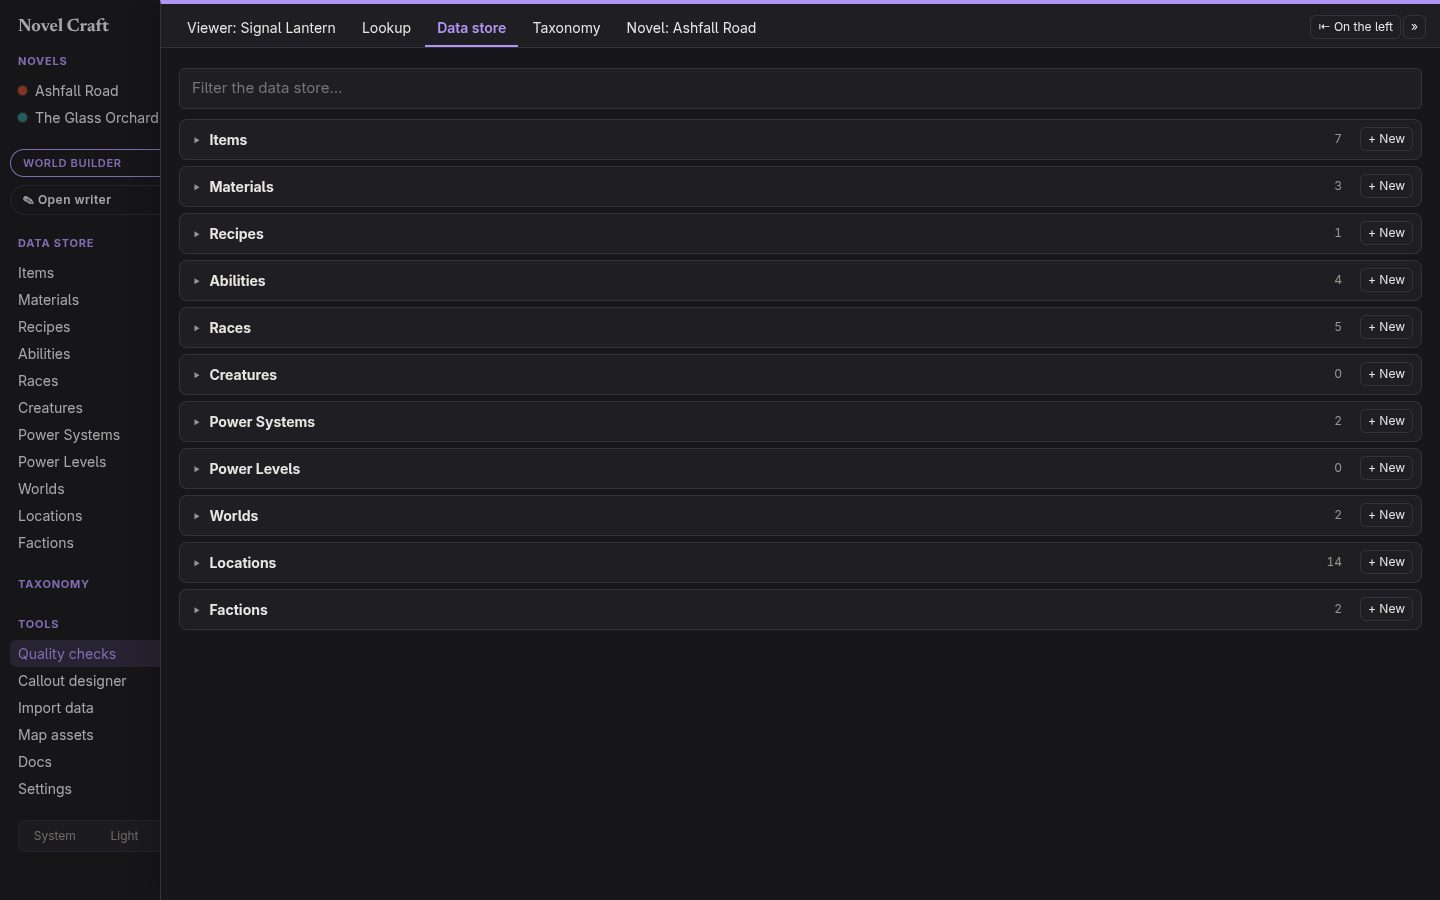 Novel Craft
NOVELS
Ashfall Road
The Glass Orchard
WORLD BUILDER
✎ Open writer
DATA STORE
Items
Materials
Recipes
Abilities
Races
Creatures
Power Systems
Power Levels
Worlds
Locations
Factions
TAXONOMY
TOOLS
Quality checks
Callout designer
Import data
Map assets
Docs
Settings
System Light
Viewer: Signal Lantern Lookup Data store Taxonomy Novel: Ashfall Road ⇤ On the left »
Filter the data store...
▸ Items 7 + New
▸ Materials 3 + New
▸ Recipes 1 + New
▸ Abilities 4 + New
▸ Races 5 + New
▸ Creatures 0 + New
▸ Power Systems 2 + New
▸ Power Levels 0 + New
▸ Worlds 2 + New
▸ Locations 14 + New
▸ Factions 2 + New